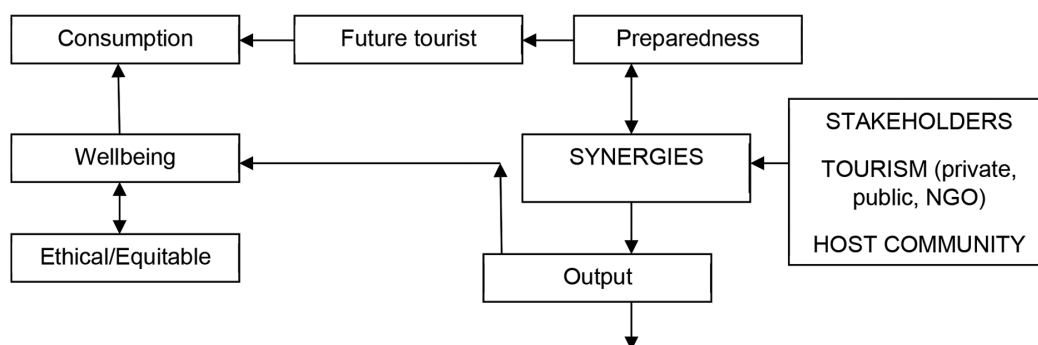 Consumption
Future tourist
Preparedness
STAKEHOLDERS
TOURISM (private,
public, NGO)
HOST COMMUNITY
Wellbeing
SYNERGIES
Ethical/Equitable
Output